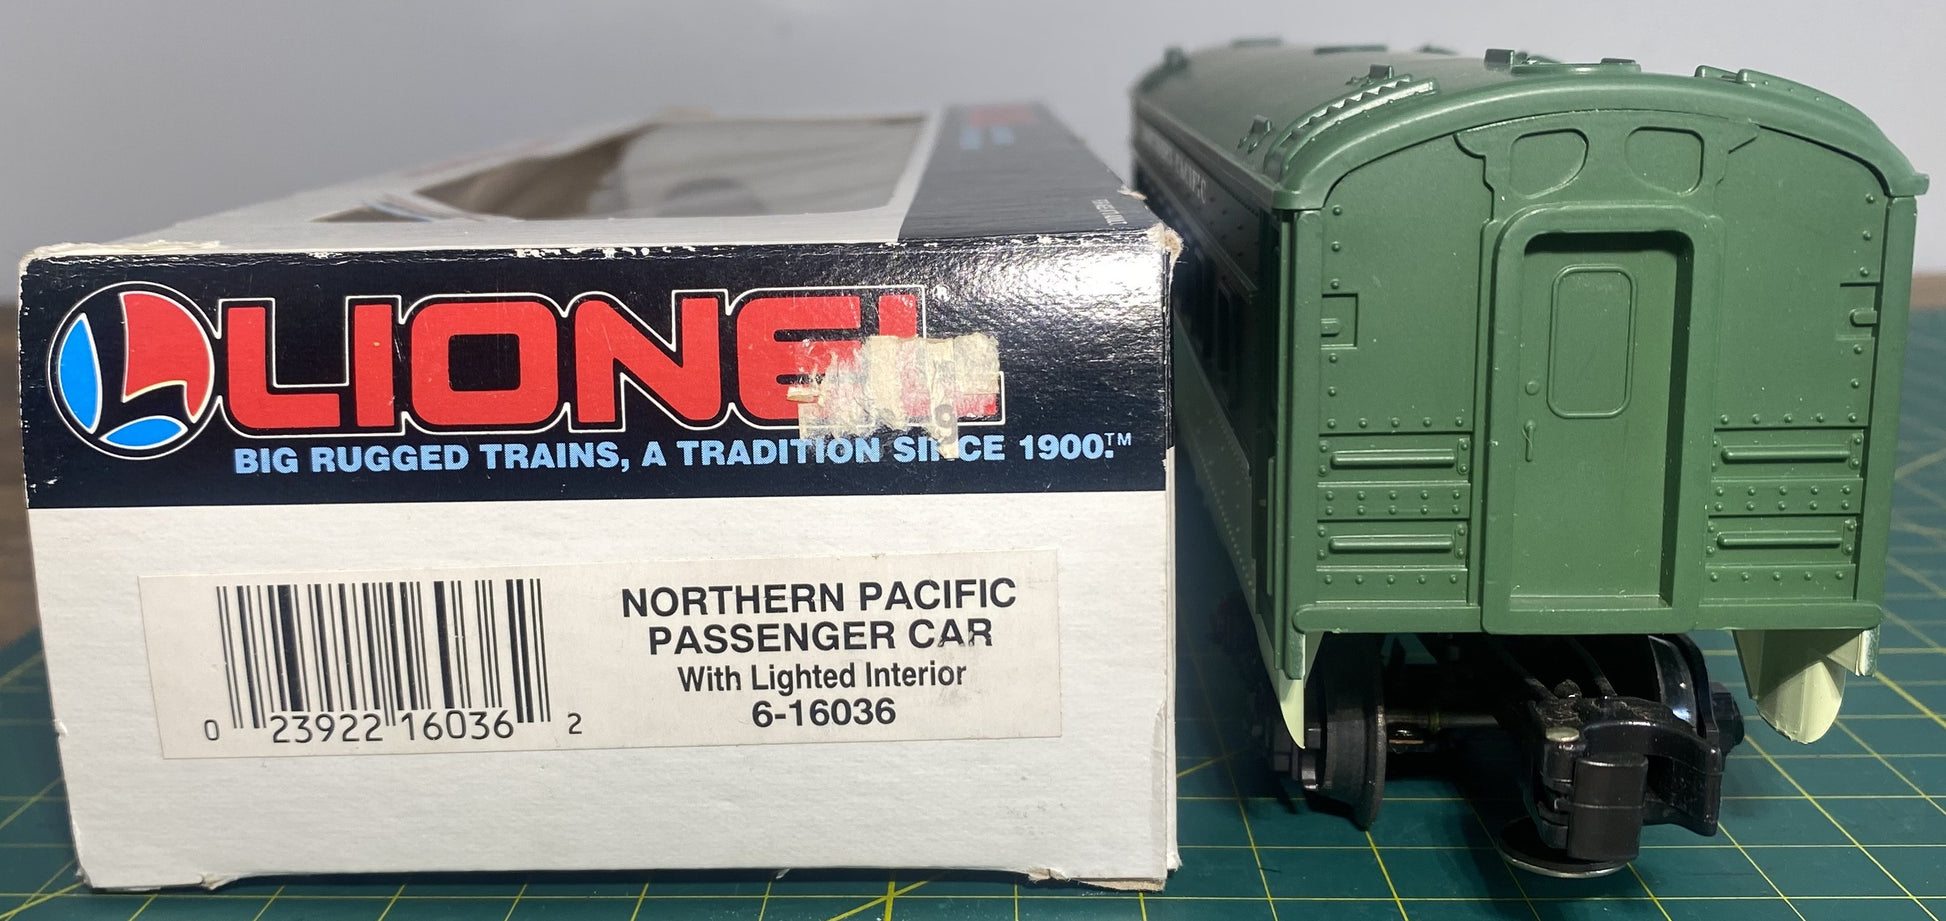 LIONEL
BIG RUGGED TRAINS, A TRADITION SINCE 1900.™
NORTHERN PACIFIC
PASSENGER CAR
With Lighted Interior
6-16036
0 23922 16036 2